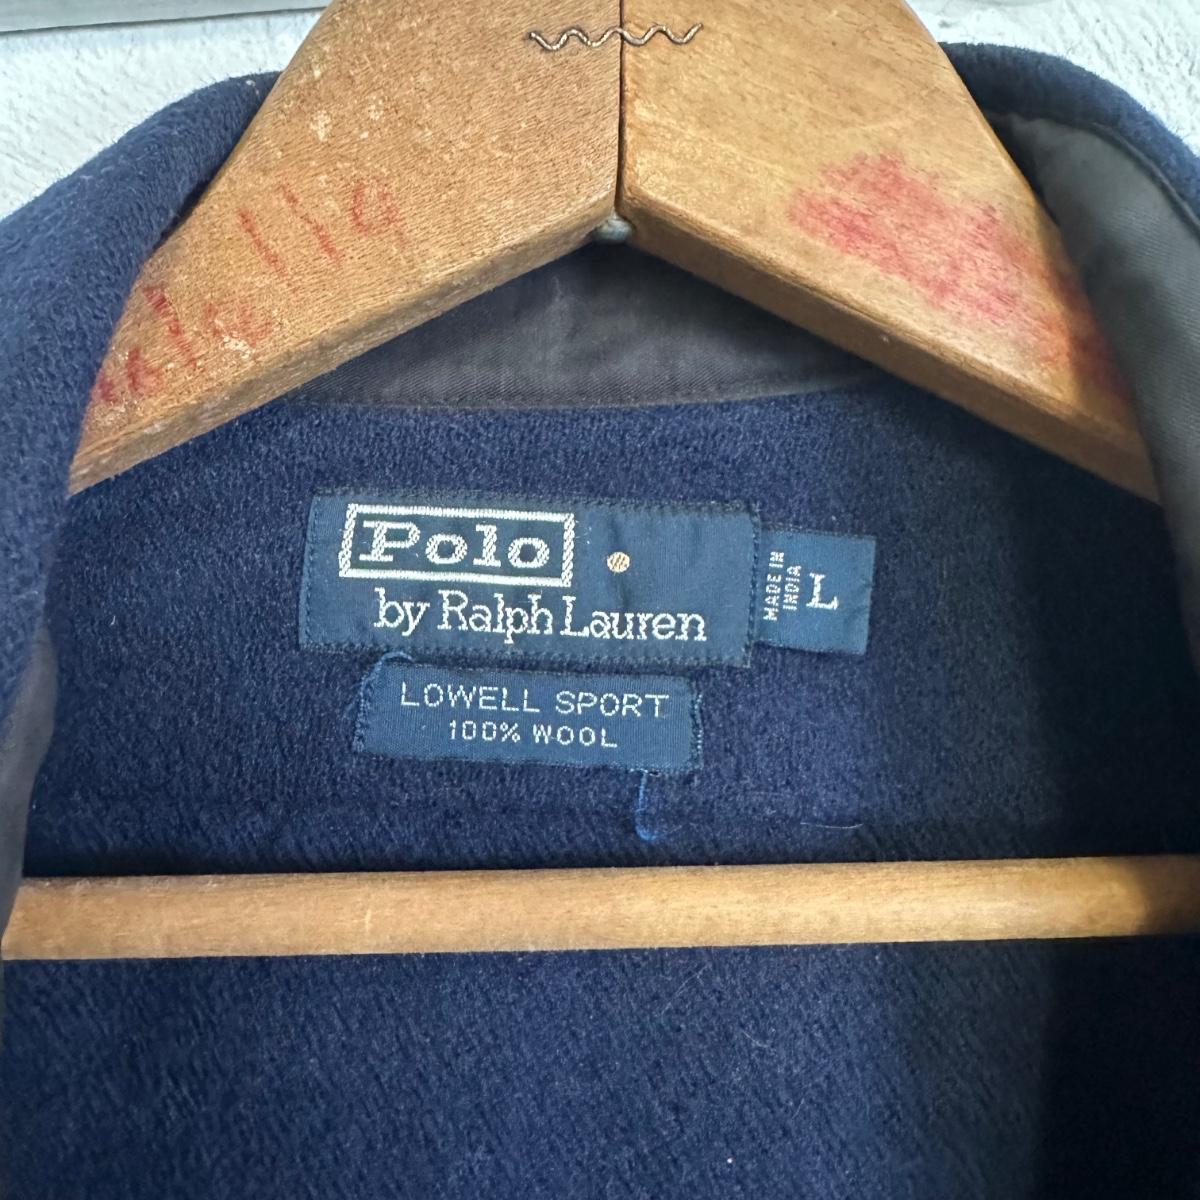 Polo
by Ralph Lauren
MADE IN
INDIA
L
LOWELL SPORT
100% WOOL